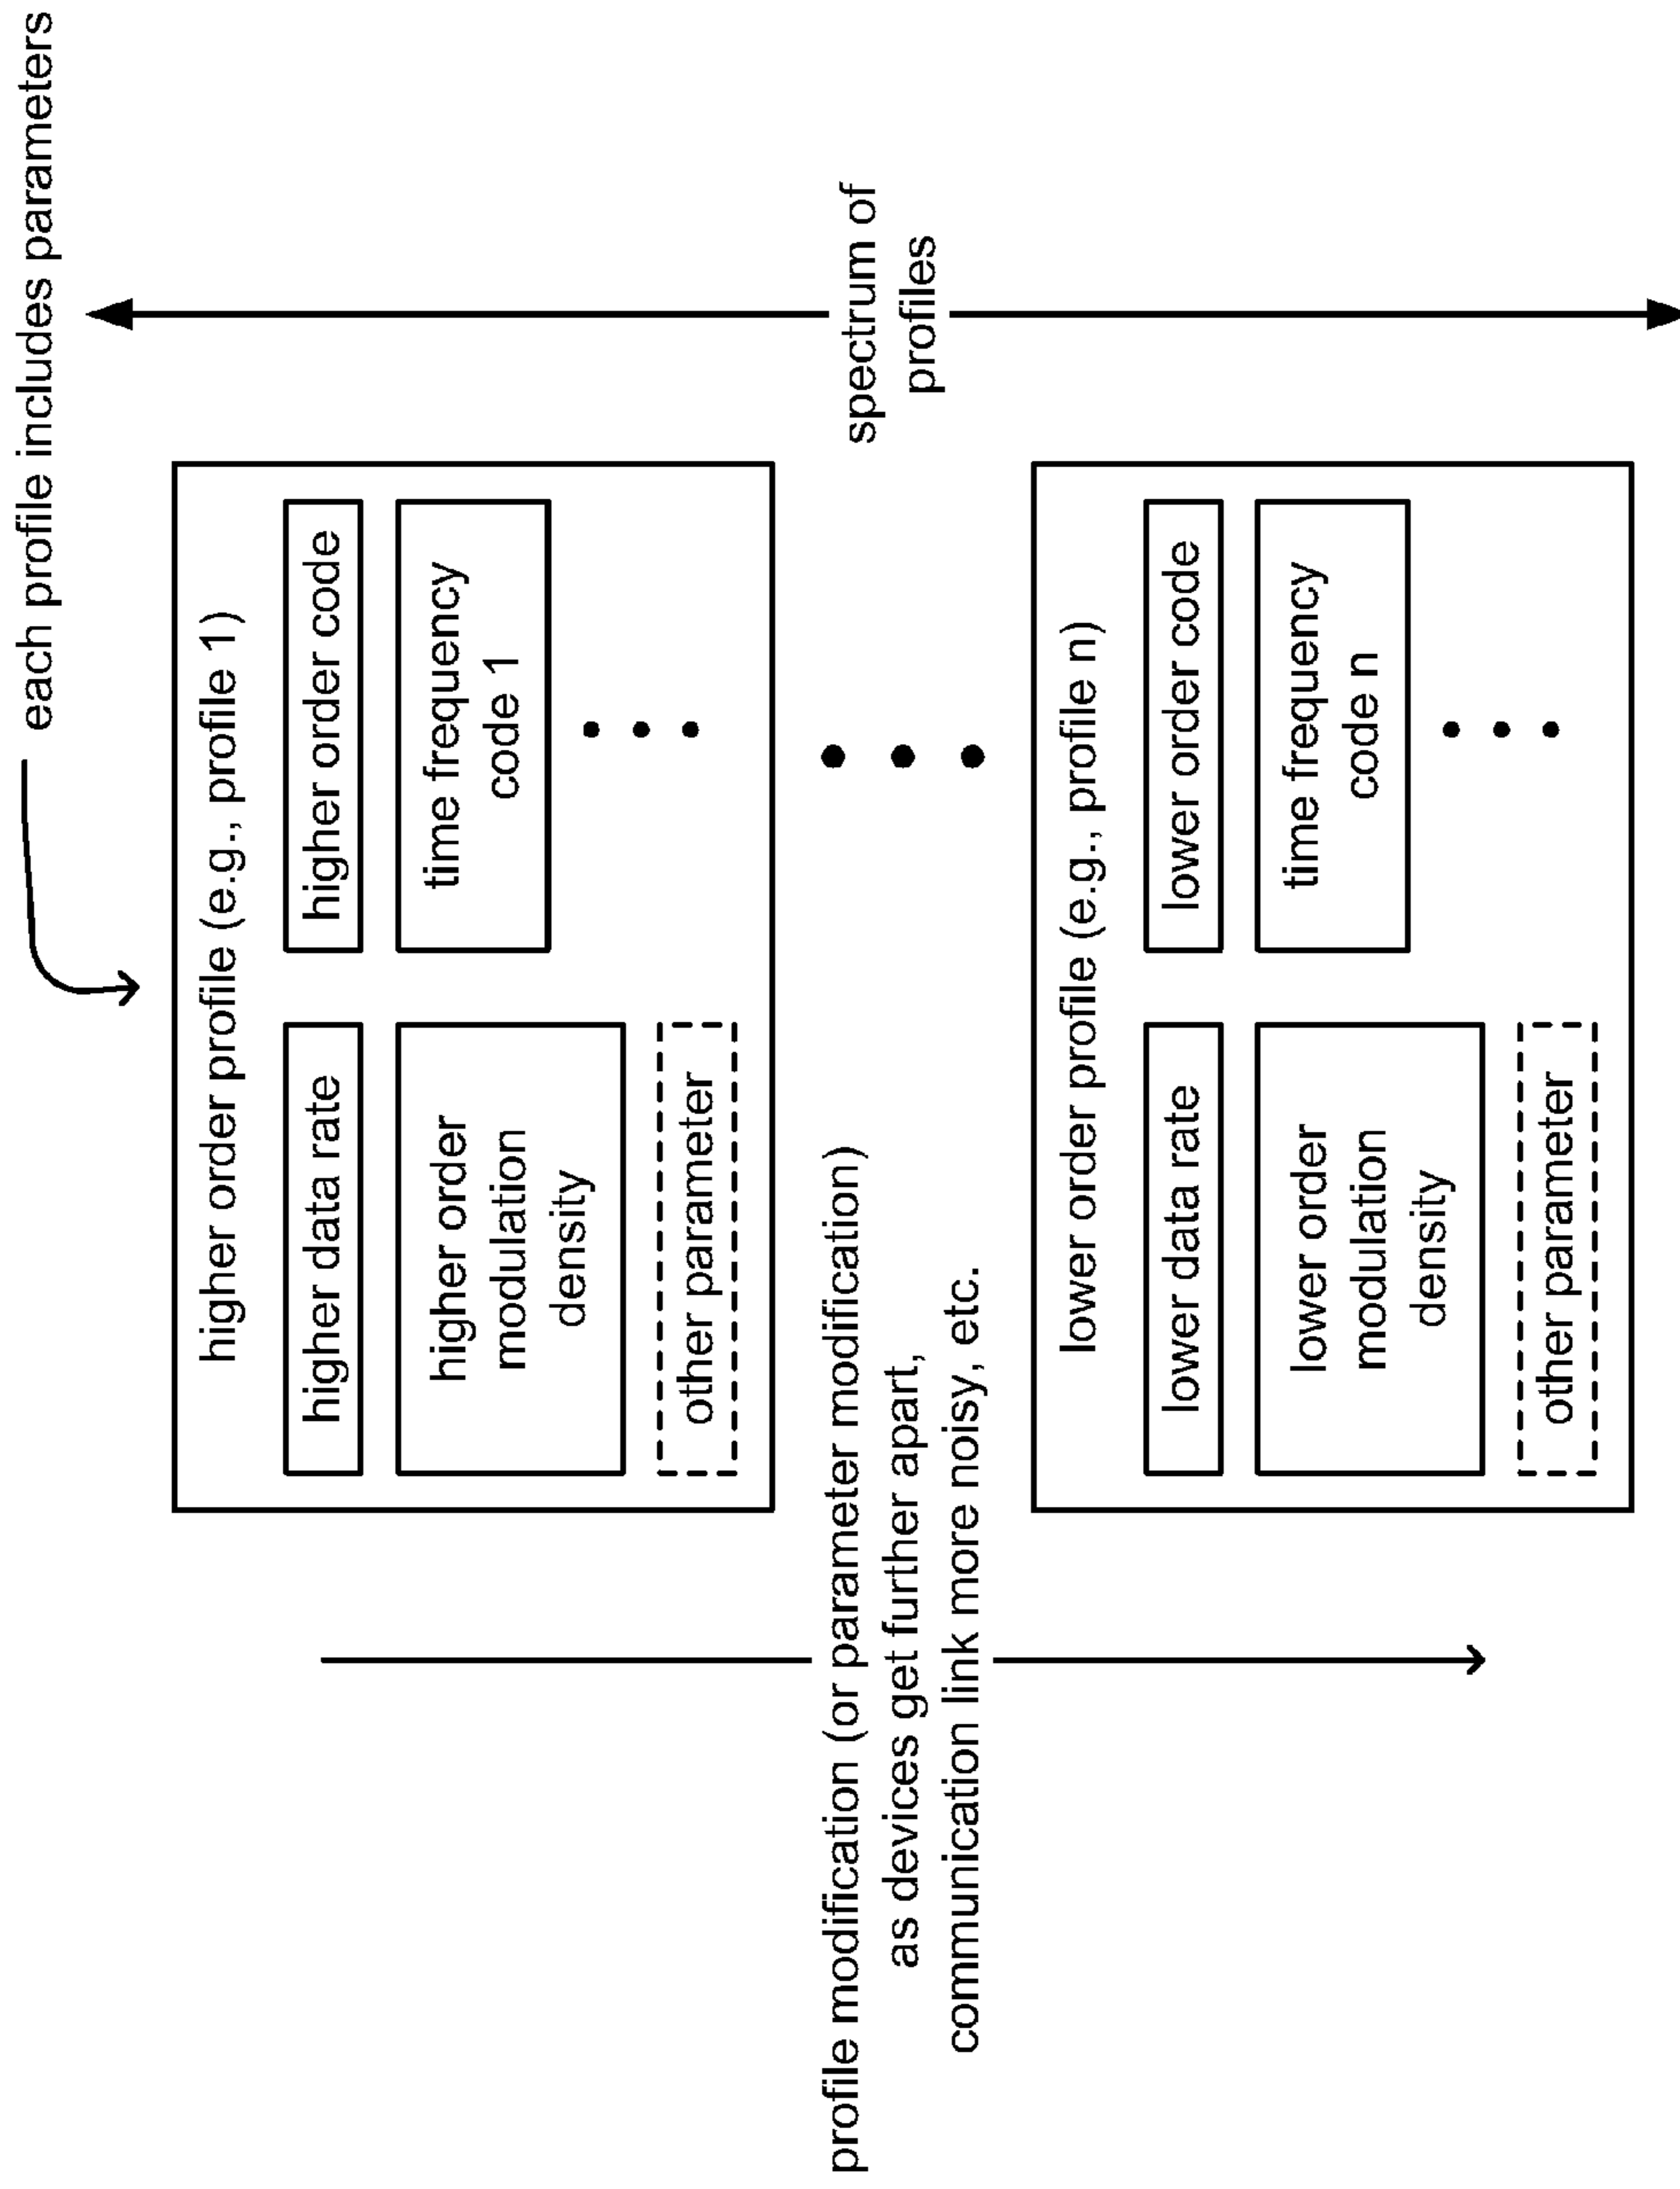 each profile includes parameters
higher order profile (e.g., profile 1)
higher data rate
higher order code
higher order
modulation
density
time frequency
code 1
other parameter
profile modification (or parameter modification)
as devices get further apart,
communication link more noisy, etc.
spectrum of
profiles
lower order profile (e.g., profile n)
lower data rate
lower order code
lower order
modulation
density
time frequency
code n
other parameter